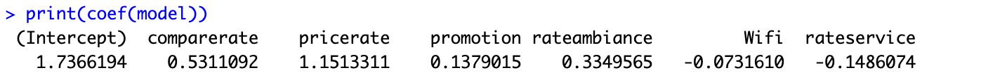 > print(coef(model))
(Intercept) comparerate pricerate promotion rateambiance Wifi rateservice
1.7366194 0.5311092 1.1513311 0.1379015 0.3349565 -0.0731610 -0.1486074